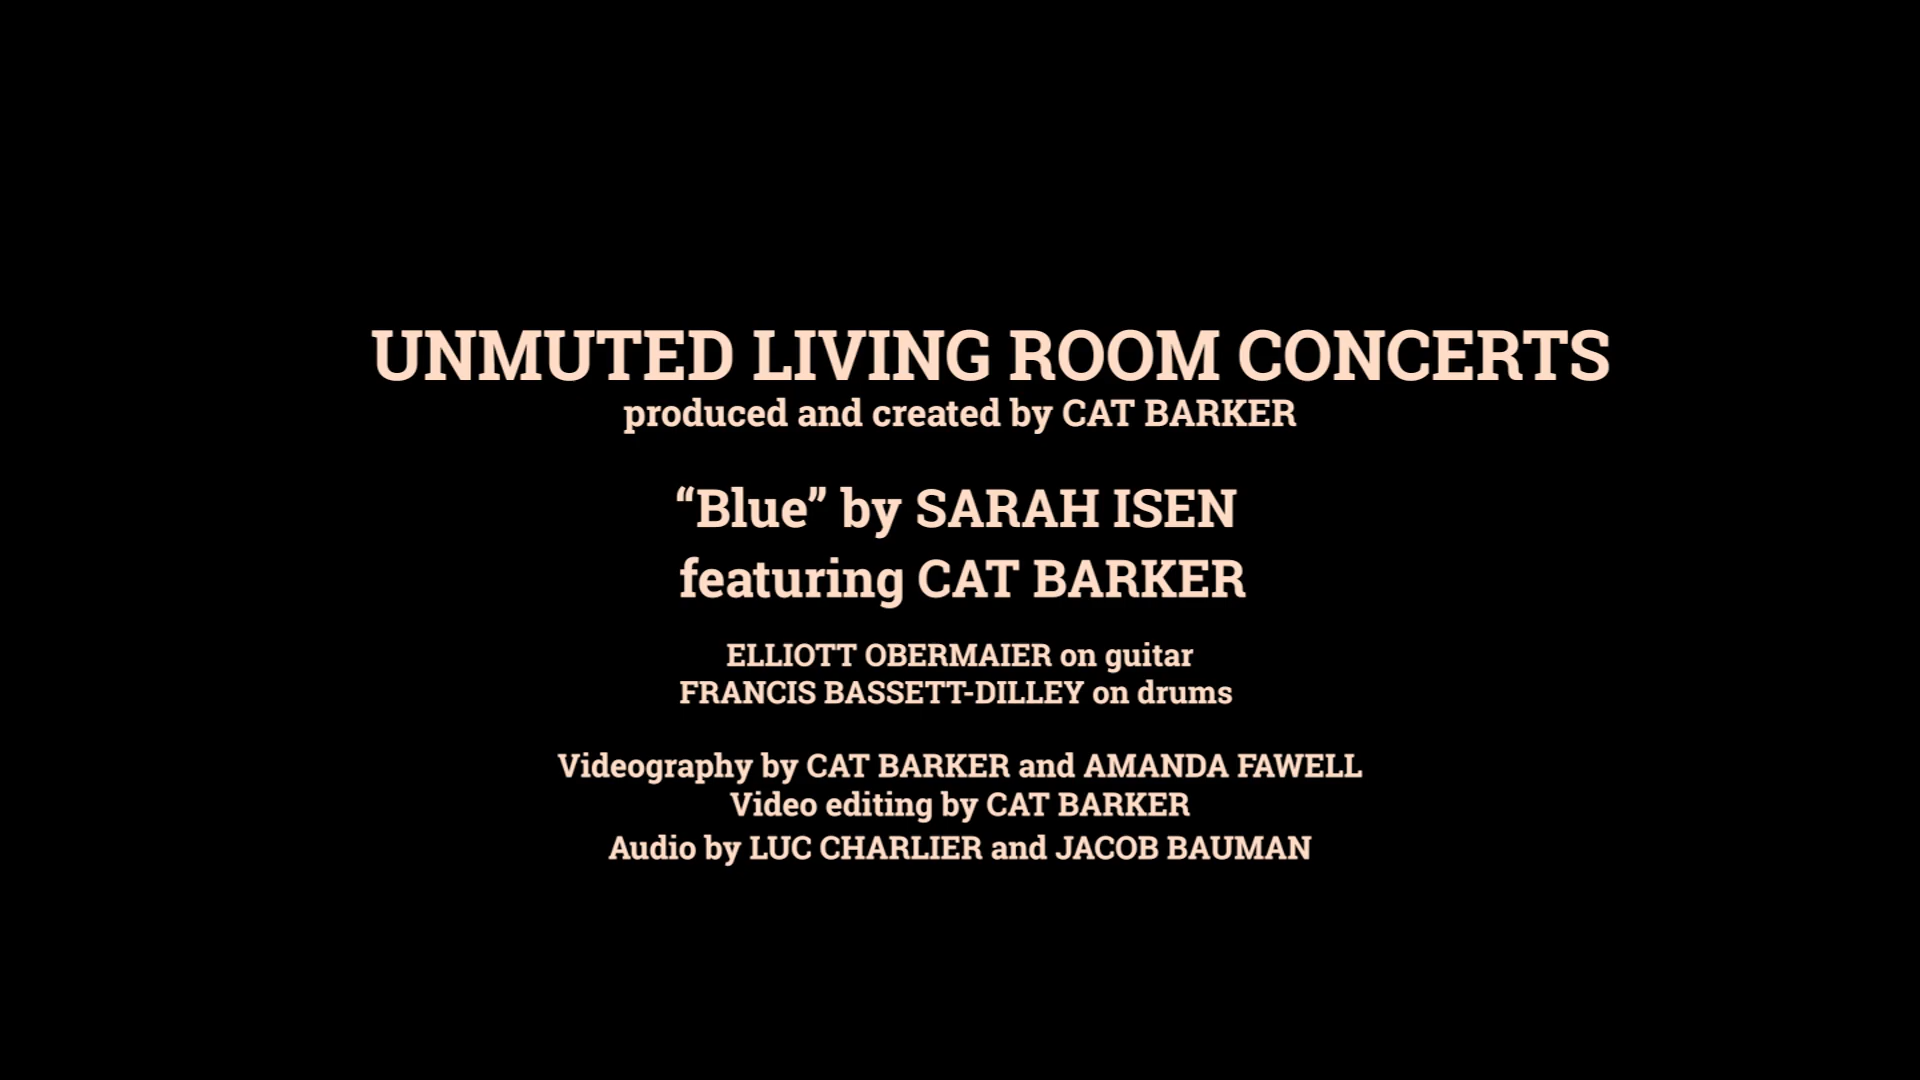 UNMUTED LIVING ROOM CONCERTS
produced and created by CAT BARKER
“Blue” by SARAH ISEN
featuring CAT BARKER
ELLIOTT OBERMAIER on guitar
FRANCIS BASSETT-DILLEY on drums
Videography by CAT BARKER and AMANDA FAWELL
Video editing by CAT BARKER
Audio by LUC CHARLIER and JACOB BAUMAN